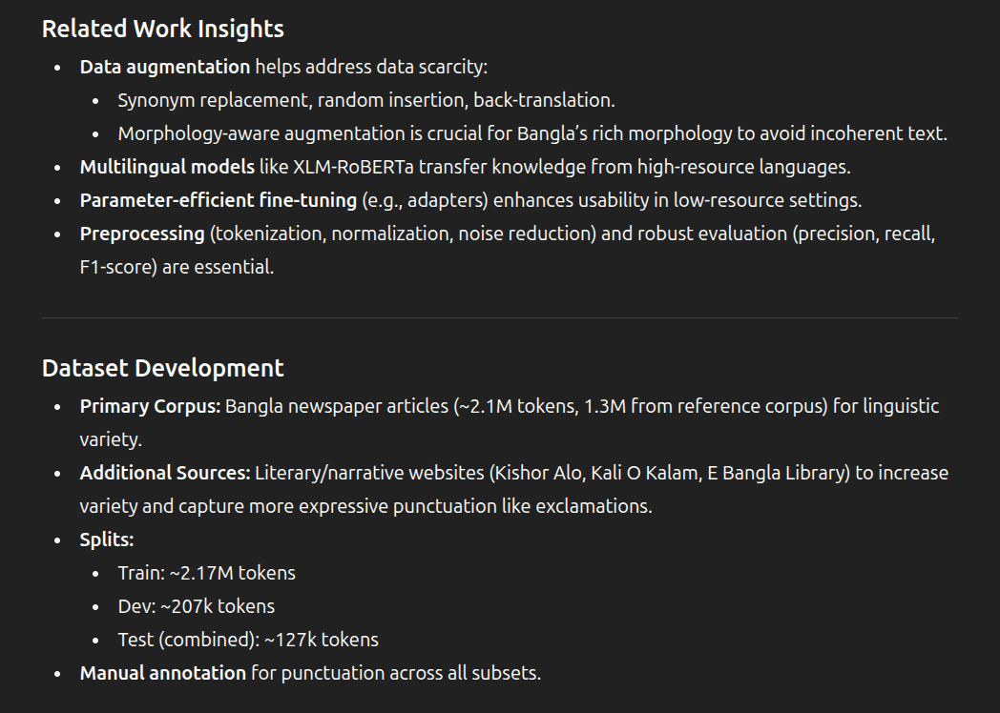 Related Work Insights
• Data augmentation helps address data scarcity:
• Synonym replacement, random insertion, back-translation.
• Morphology-aware augmentation is crucial for Bangla’s rich morphology to avoid incoherent text.
• Multilingual models like XLM-RoBERTa transfer knowledge from high-resource languages.
• Parameter-efficient fine-tuning (e.g., adapters) enhances usability in low-resource settings.
• Preprocessing (tokenization, normalization, noise reduction) and robust evaluation (precision, recall,
F1-score) are essential.
Dataset Development
• Primary Corpus: Bangla newspaper articles (~2.1M tokens, 1.3M from reference corpus) for linguistic
variety.
• Additional Sources: Literary/narrative websites (Kishor Alo, Kali O Kalam, E Bangla Library) to increase
variety and capture more expressive punctuation like exclamations.
• Splits:
• Train: ~2.17M tokens
• Dev: ~207k tokens
• Test (combined): ~127k tokens
• Manual annotation for punctuation across all subsets.